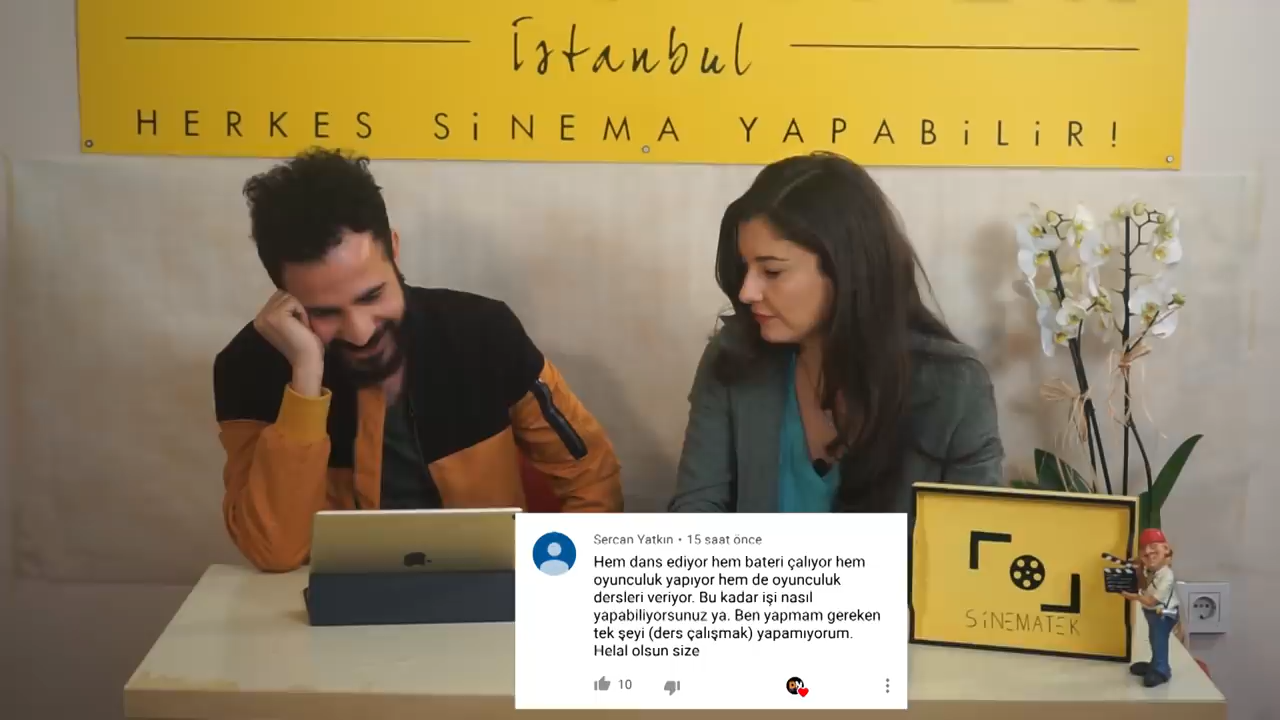 İstanbul
HERKES SiNEMA YAPABiLiR!
Sercan Yatkın • 15 saat önce
Hem dans ediyor hem bateri çalıyor hem
oyunculuk yapıyor hem de oyunculuk
dersleri veriyor. Bu kadar işi nasıl
yapabiliyorsunuz ya. Ben yapmam gereken
tek şeyi (ders çalışmak) yapamıyorum.
Helal olsun size
10
SiNEMATEK